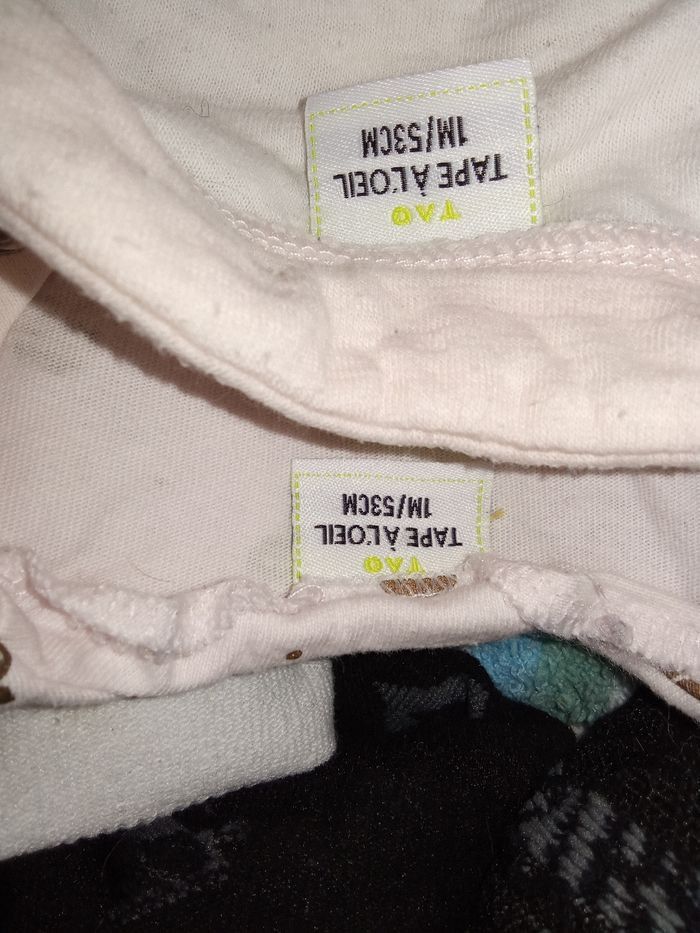 TAO
TAPE À L'OEIL
1M/53CM
TAO
TAPE À L'OEIL
1M/53CM